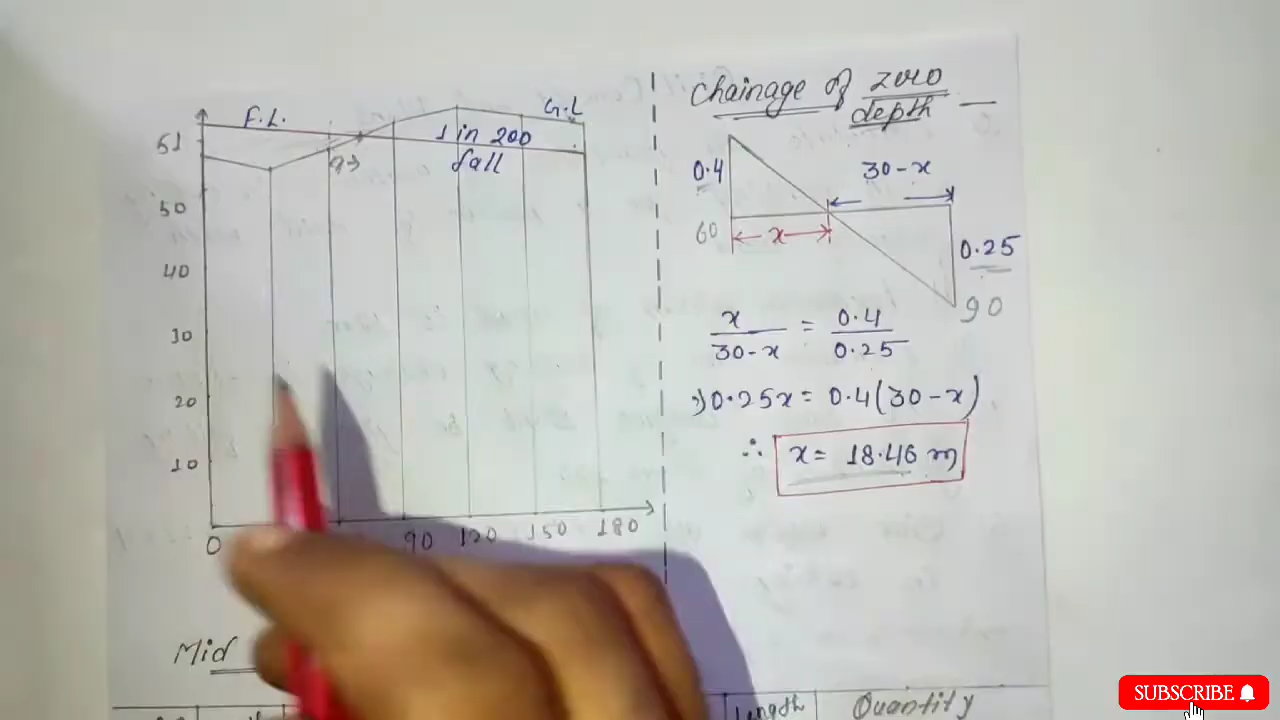 F.L.
G.L
1 in 200
fall
51
50
40
30
20
10
0
90
120
150
180
Chainage of zero
depth —
0.4
30-x
60
x
0.25
90
x / 30-x = 0.4 / 0.25
⇒) 0.25x = 0.4(30-x)
∴ x = 18.46 m
Mid
Length
Quantity
SUBSCRIBE